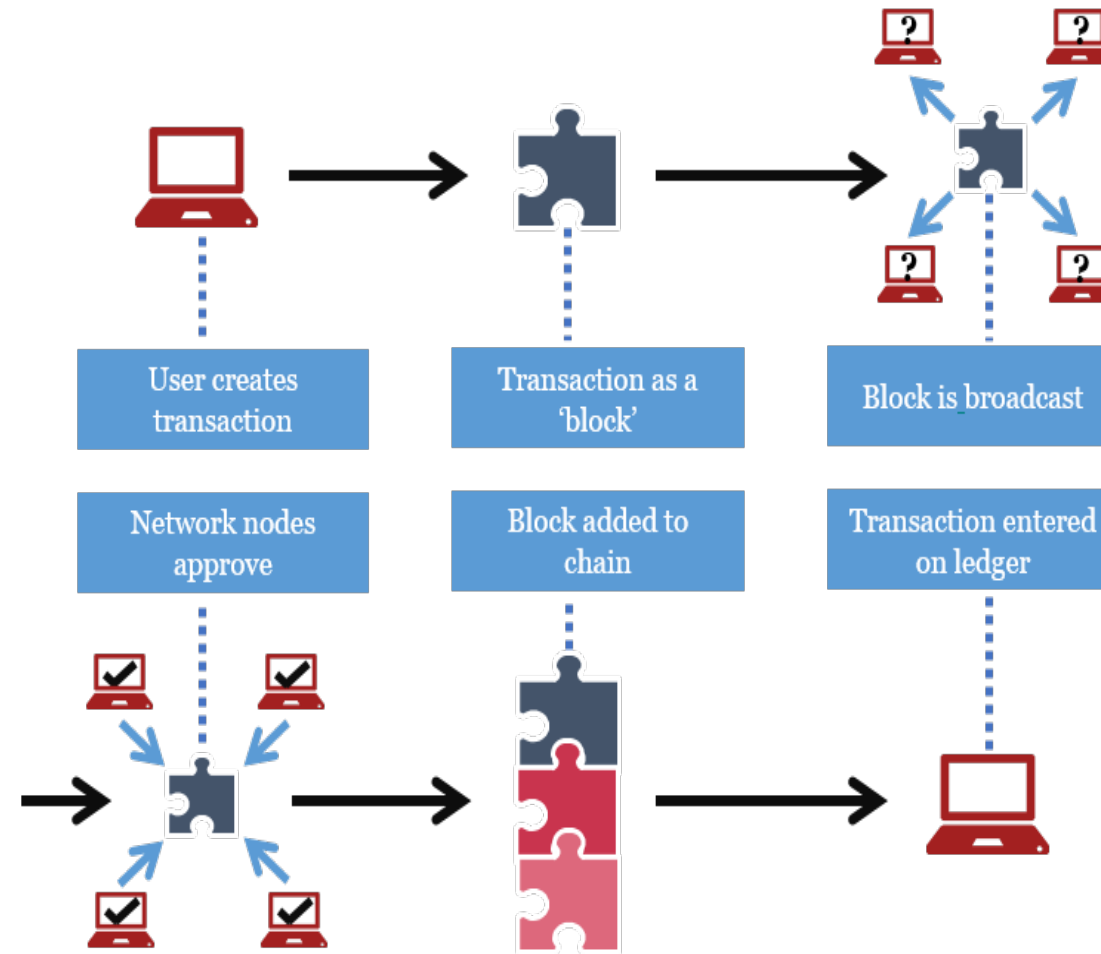 ?
?
?
?
User creates
transaction
Transaction as a
‘block’
Block is broadcast
Network nodes
approve
Block added to
chain
Transaction entered
on ledger